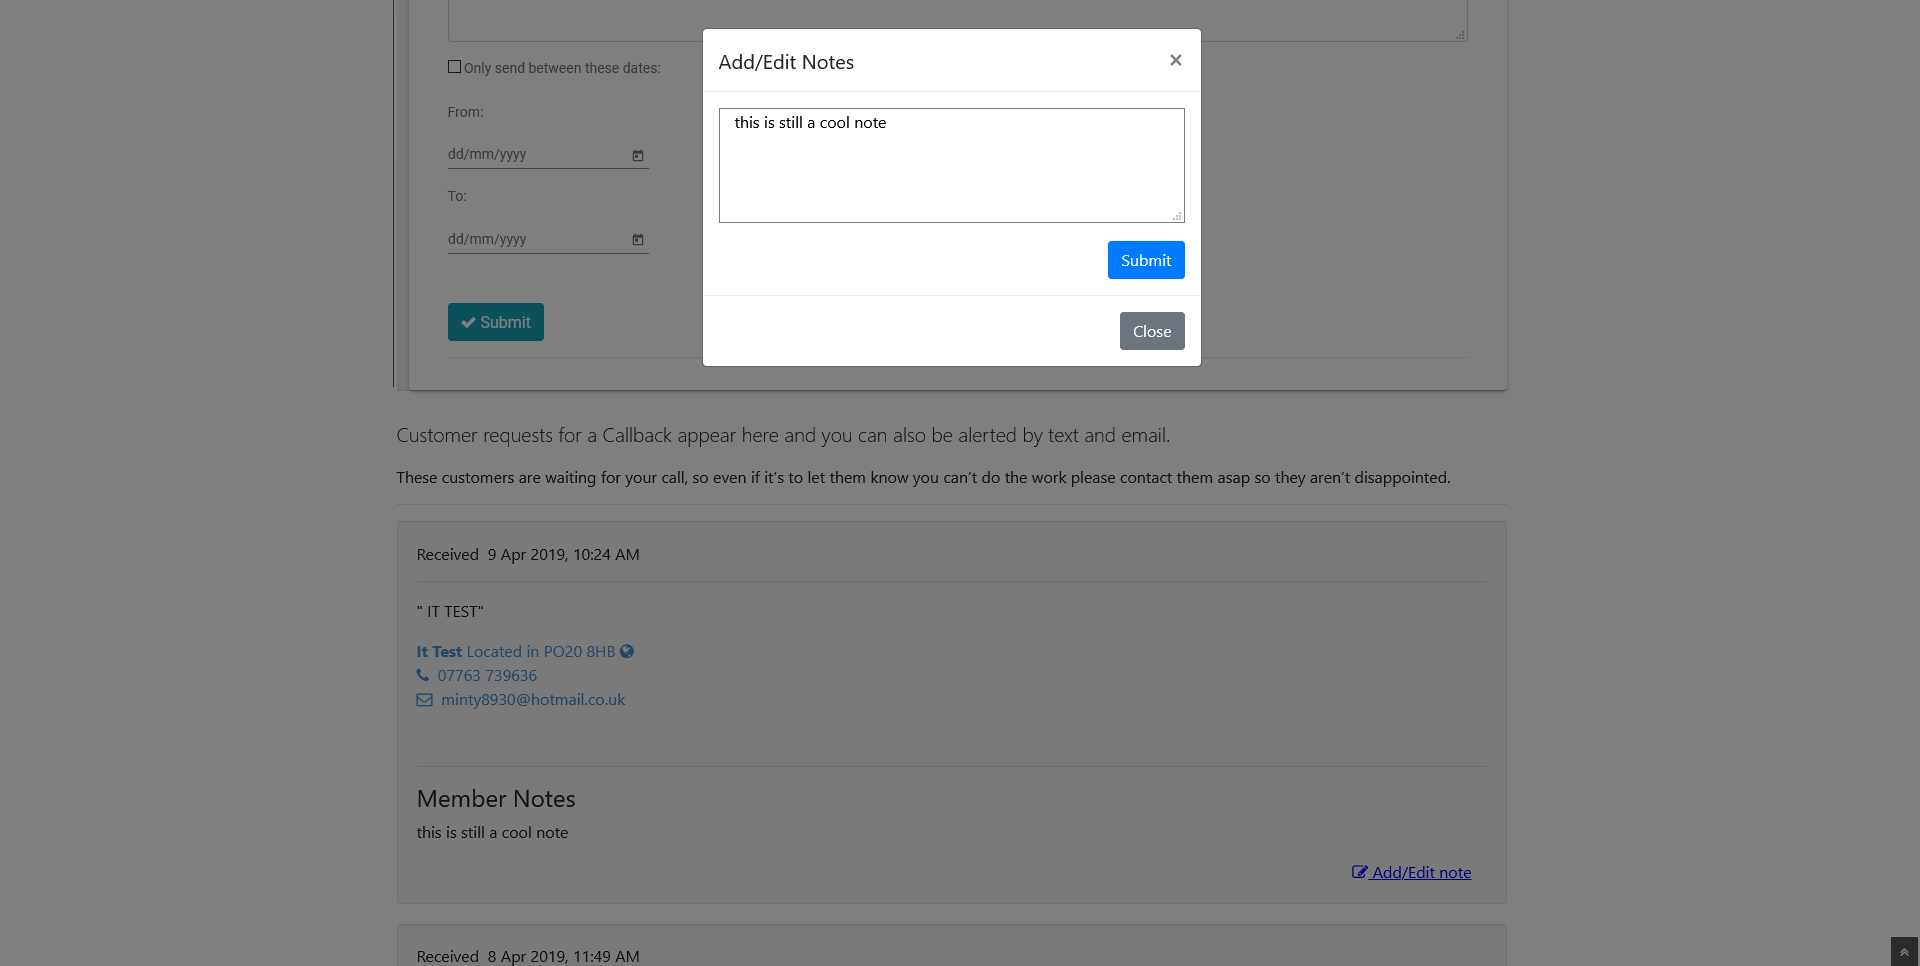 Add/Edit Notes
×
this is still a cool note
Submit
Close
Only send between these dates:
From:
dd/mm/yyyy
To:
dd/mm/yyyy
Submit
Customer requests for a Callback appear here and you can also be alerted by text and email.
These customers are waiting for your call, so even if it’s to let them know you can’t do the work please contact them asap so they aren’t disappointed.
Received  9 Apr 2019, 10:24 AM
" IT TEST"
It Test Located in PO20 8HB
07763 739636
minty8930@hotmail.co.uk
Member Notes
this is still a cool note
Add/Edit note
Received  8 Apr 2019, 11:49 AM